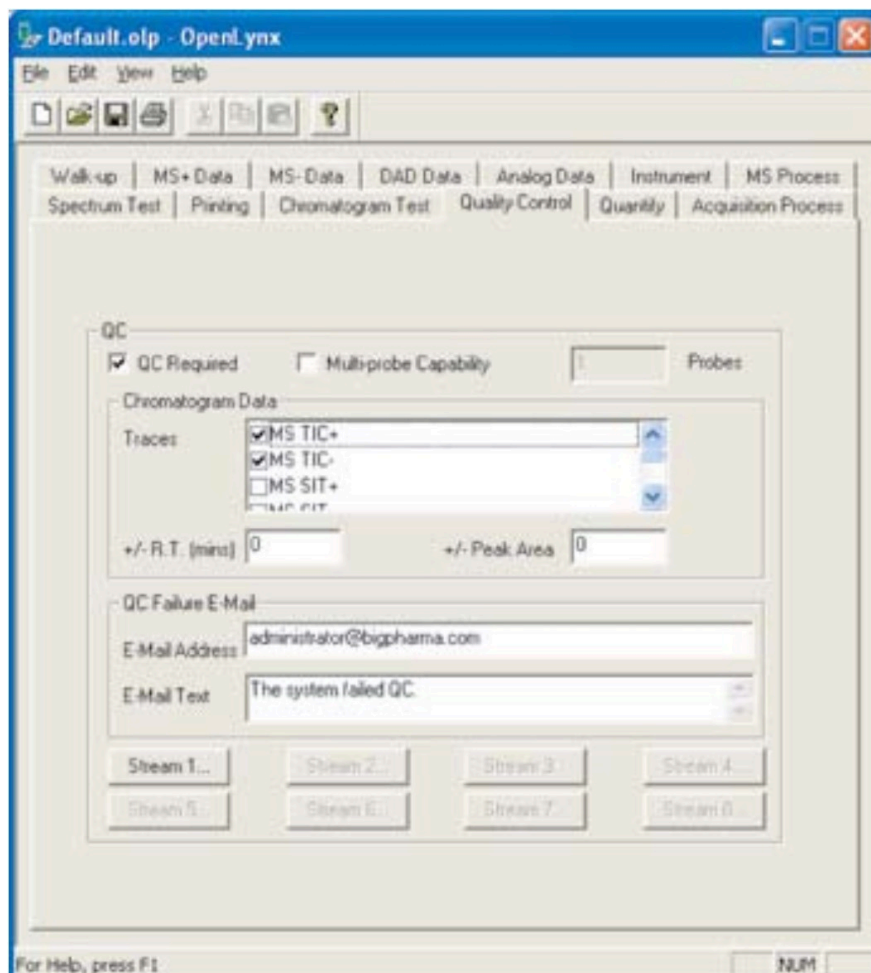 Default.olp - OpenLynx
File Edit View Help
Walk-up MS+ Data MS- Data DAD Data Analog Data Instrument MS Process
Spectrum Test Printing Chromatogram Test Quality Control Quantify Acquisition Process
QC
QC Required Multi-probe Capability 1 Probes
Chromatogram Data
Traces
MS TIC+
MS TIC-
MS SIT+
MS SIT
+/- R.T. (mins) 0 +/- Peak Area 0
QC Failure E-Mail
E-Mail Address administrator@bigpharma.com
E-Mail Text The system failed QC.
Stream 1... Stream 2... Stream 3... Stream 4...
Stream 5... Stream 6... Stream 7... Stream 8...
For Help, press F1 NUM